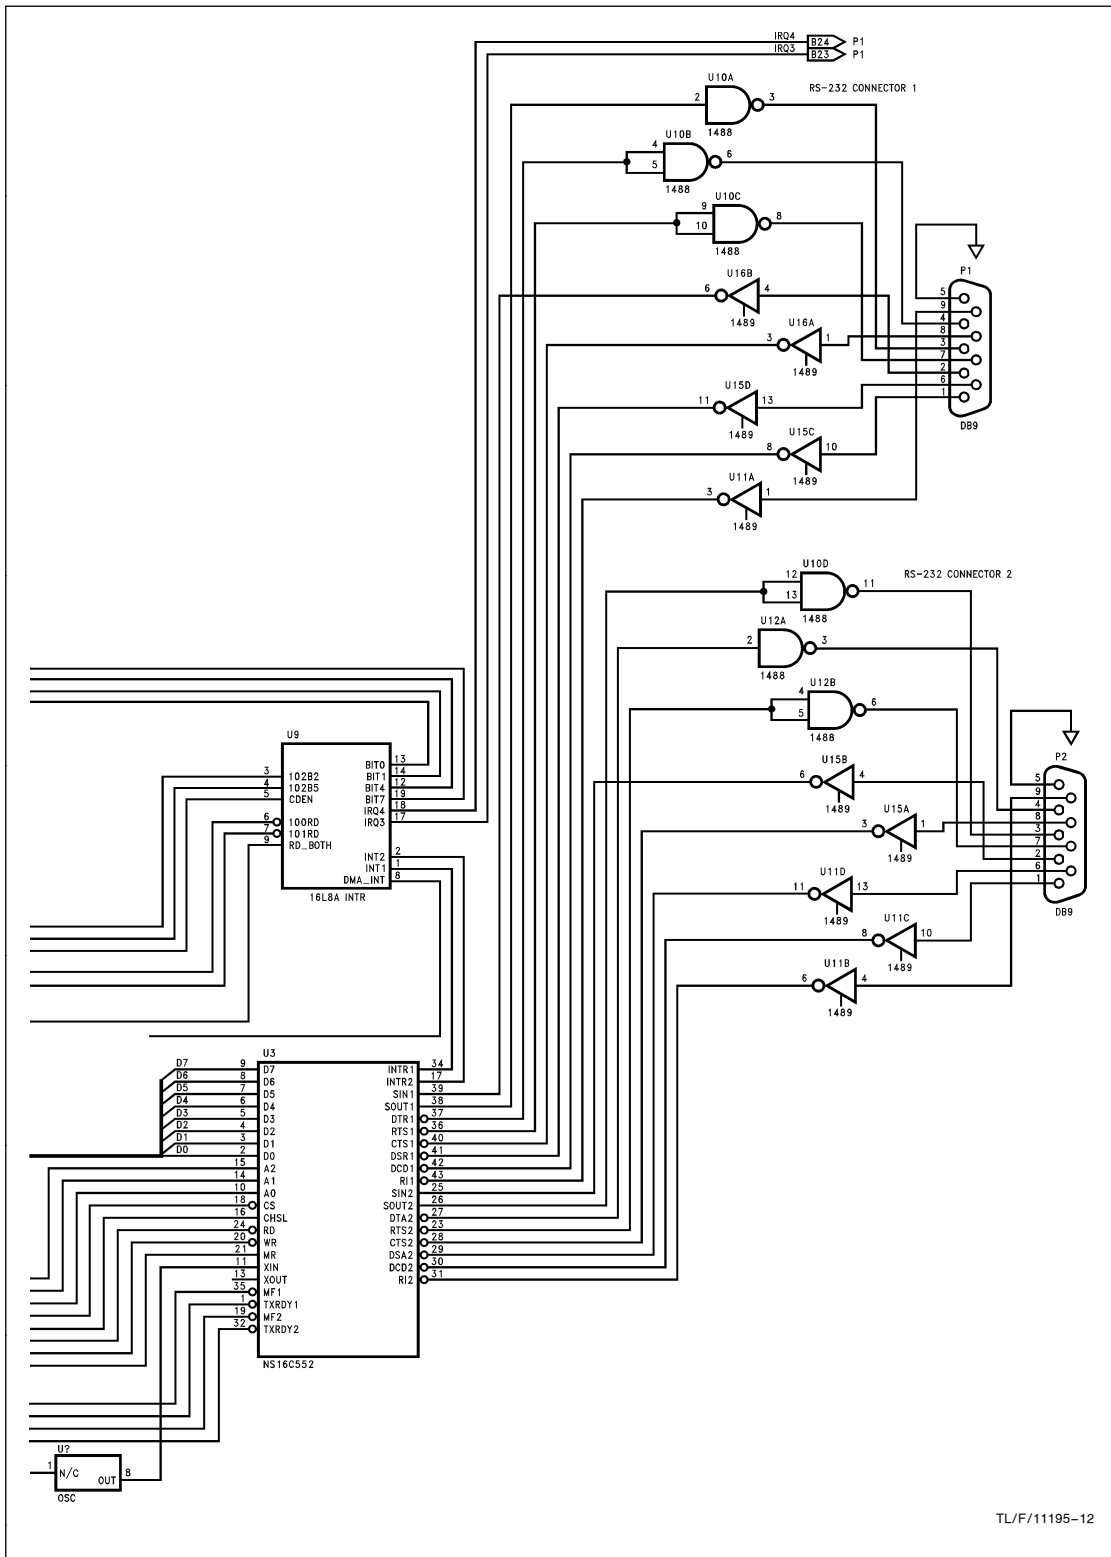 IRQ4 B24 P1
IRQ3 B23 P1
U10A
RS-232 CONNECTOR 1
2 3
1488
U10B
4 6
5
1488
U10C
9 8
10
1488
U16B
6 4
1489
U16A
3 1
1489
U15D
11 13
1489
U15C
8 10
1489
U11A
3 1
1489
P1
5
9
4
8
3
7
2
6
1
DB9
U10D
RS-232 CONNECTOR 2
12 11
13
1488
U12A
2 3
1488
U12B
4 6
5
1488
U15B
6 4
1489
U15A
3 1
1489
U11D
11 13
1489
U11C
8 10
1489
U11B
6 4
1489
P2
5
9
4
8
3
7
2
6
1
DB9
U9
3 102B2
4 102B5
5 CDEN
6 100RD
7 101RD
9 RD_BOTH
BIT0 13
BIT1 14
BIT4 12
BIT7 19
IRQ4 18
IRQ3 17
INT2 2
INT1 1
DMA_INT 8
16L8A INTR
U3
D7 9 D7
D6 8 D6
D5 7 D5
D4 6 D4
D3 5 D3
D2 4 D2
D1 3 D1
D0 2 D0
15 A2
14 A1
10 A0
18 CS
16 CHSL
24 RD
20 WR
21 MR
11 XIN
13 XOUT
35 MF1
1 TXRDY1
19 MF2
32 TXRDY2
INTR1 34
INTR2 17
SIN1 39
SOUT1 38
DTR1 37
RTS1 36
CTS1 40
DSR1 41
DCD1 42
RI1 43
SIN2 25
SOUT2 26
DTA2 27
RTS2 23
CTS2 28
DSA2 29
DCD2 30
RI2 31
NS16C552
U?
1 N/C OUT 8
OSC
TL/F/11195–12